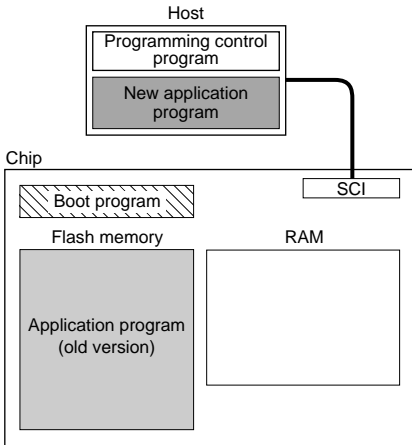 Host
Programming control
program
New application
program
Chip
SCI
Boot program
Flash memory
RAM
Application program
(old version)